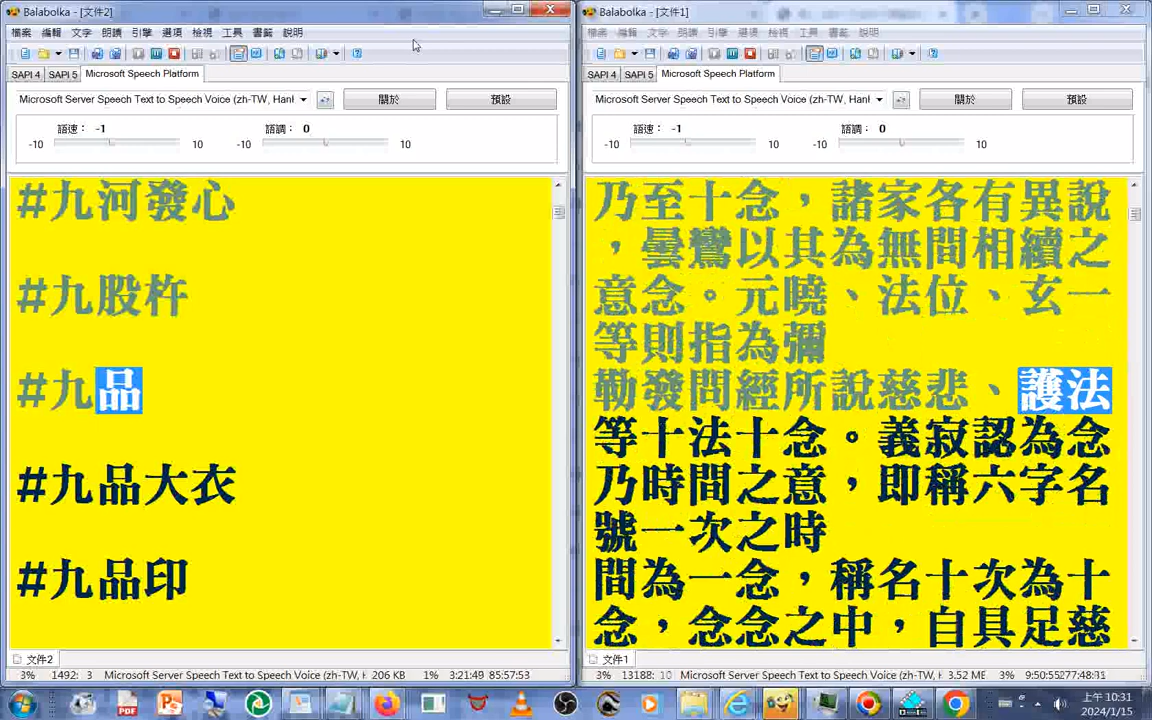 Balabolka - [文件2]
檔案 編輯 文字 朗讀 引擎 選項 檢視 工具 書籤 說明
SAPI 4 SAPI 5 Microsoft Speech Platform
Microsoft Server Speech Text to Speech Voice (zh-TW, Hanl
關於
預設
語速： -1
語調： 0
-10 10 -10 10
#九河發心
#九股杵
#九品
#九品大衣
#九品印
文件2
3% 1492: 3 Microsoft Server Speech Text to Speech Voice (zh-TW, H 206 KB 1% 3:21:49 85:57:53
Balabolka - [文件1]
檔案 編輯 文字 朗讀 引擎 選項 檢視 工具 書籤 說明
SAPI 4 SAPI 5 Microsoft Speech Platform
Microsoft Server Speech Text to Speech Voice (zh-TW, Hanl
關於
預設
語速： -1
語調： 0
-10 10 -10 10
乃至十念，諸家各有異說
，曇鸞以其為無間相續之
意念。元曉、法位、玄一
等則指為彌
勒發問經所說慈悲、護法
等十法十念。義寂認為念
乃時間之意，即稱六字名
號一次之時
間為一念，稱名十次為十
念，念念之中，自具足慈
文件1
3% 13188: 10 Microsoft Server Speech Text to Speech Voice (zh-TW, H 3.52 ME 3% 9:50:55 277:48:31
上午 10:31
2024/1/15